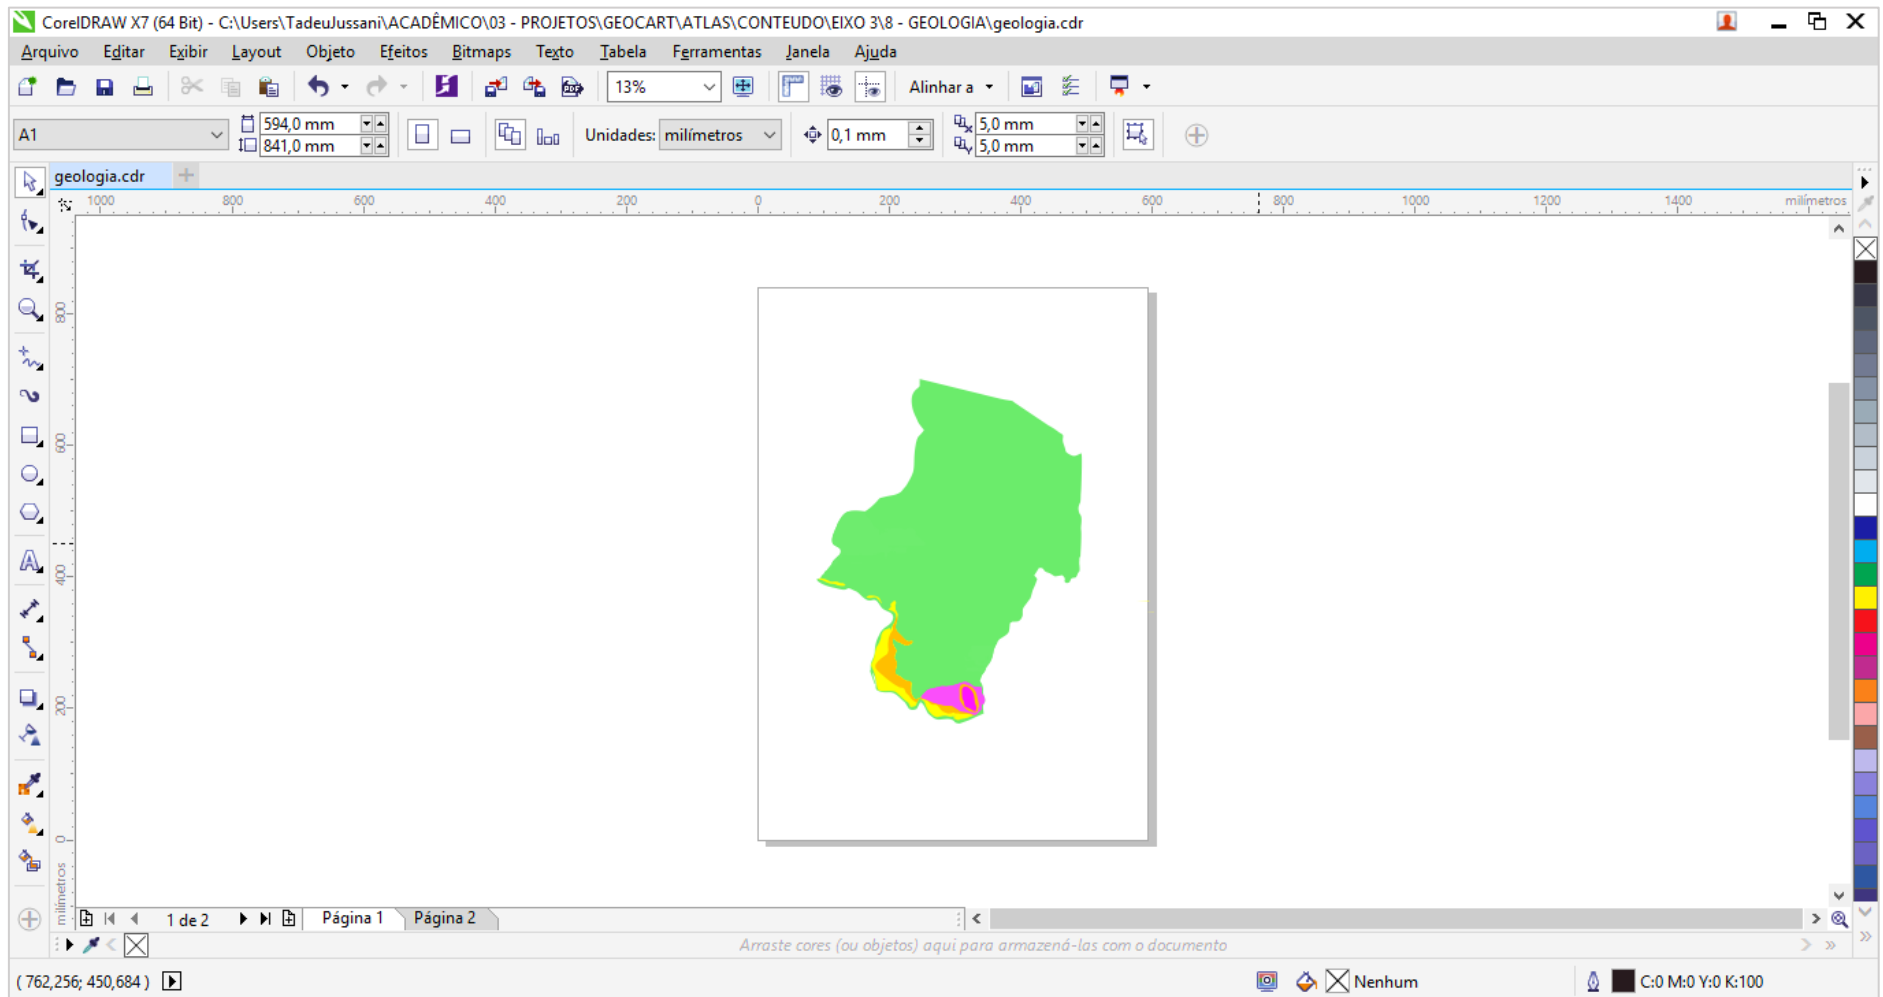 CorelDRAW X7 (64 Bit) - C:\Users\TadeuJussani\ACADÊMICO\03 - PROJETOS\GEOCART\ATLAS\CONTEUDO\EIXO 3\8 - GEOLOGIA\geologia.cdr
Arquivo Editar Exibir Layout Objeto Efeitos Bitmaps Texto Tabela Ferramentas Janela Ajuda
PDF 13% Alinhar a
A1 594,0 mm Unidades: milímetros 0,1 mm 5,0 mm
841,0 mm 5,0 mm
geologia.cdr
1000 800 600 400 200 0 200 400 600 800 1000 1200 1400 milímetros
800
600
400
200
0
milímetros
1 de 2 Página 1 Página 2
Arraste cores (ou objetos) aqui para armazená-las com o documento
( 762,256; 450,684 ) Nenhum C:0 M:0 Y:0 K:100